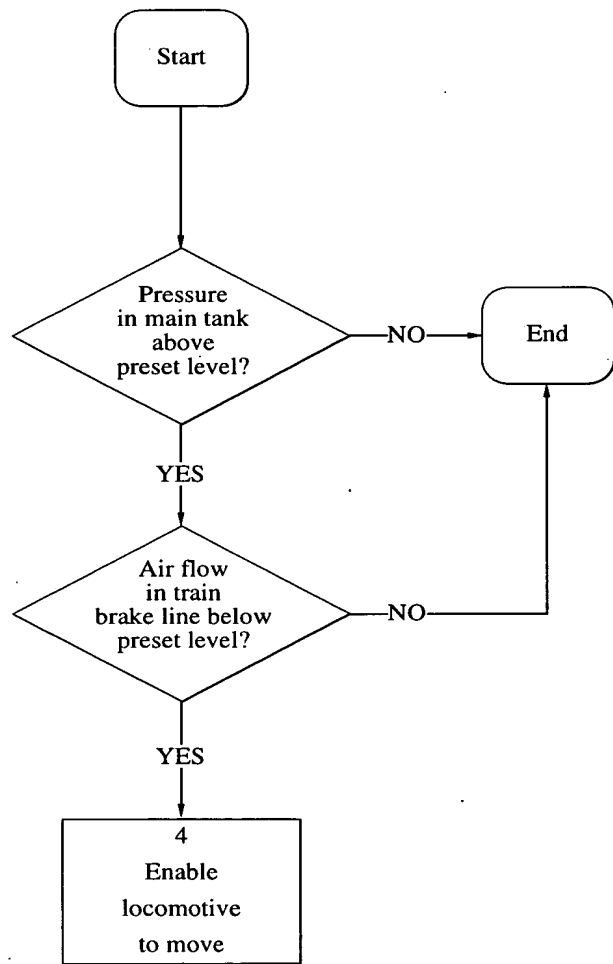 Start
Pressure
in main tank
above
preset level?
NO
End
YES
Air flow
in train
brake line below
preset level?
NO
YES
4
Enable
locomotive
to move